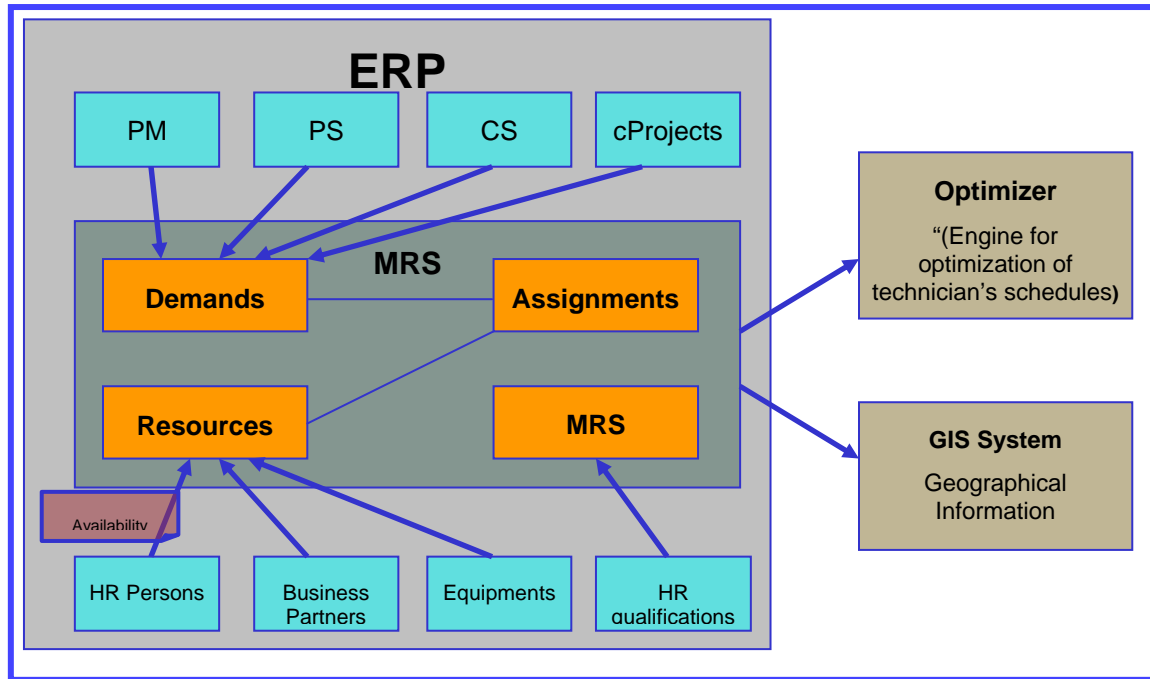 ERP
PM
PS
CS
cProjects
MRS
Demands
Assignments
Resources
MRS
Availability
HR Persons
Business
Partners
Equipments
HR
qualifications
Optimizer
“(Engine for
optimization of
technician’s schedules)
GIS System
Geographical
Information